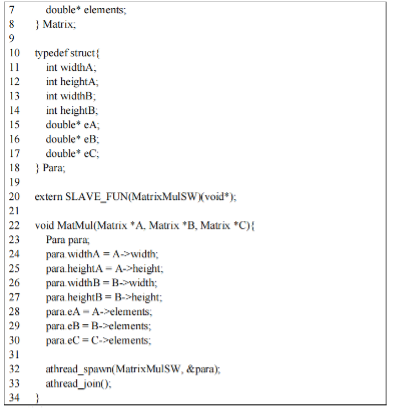 7 double* elements;
8 } Matrix;
9
10 typedef struct{
11 int widthA;
12 int heightA;
13 int widthB;
14 int heightB;
15 double* eA;
16 double* eB;
17 double* eC;
18 } Para;
19
20 extern SLAVE_FUN(MatrixMulSW)(void*);
21
22 void MatMul(Matrix *A, Matrix *B, Matrix *C){
23 Para para;
24 para.widthA = A->width;
25 para.heightA = A->height;
26 para.widthB = B->width;
27 para.heightB = B->height;
28 para.eA = A->elements;
29 para.eB = B->elements;
30 para.eC = C->elements;
31
32 athread_spawn(MatrixMulSW, &para);
33 athread_join();
34 }